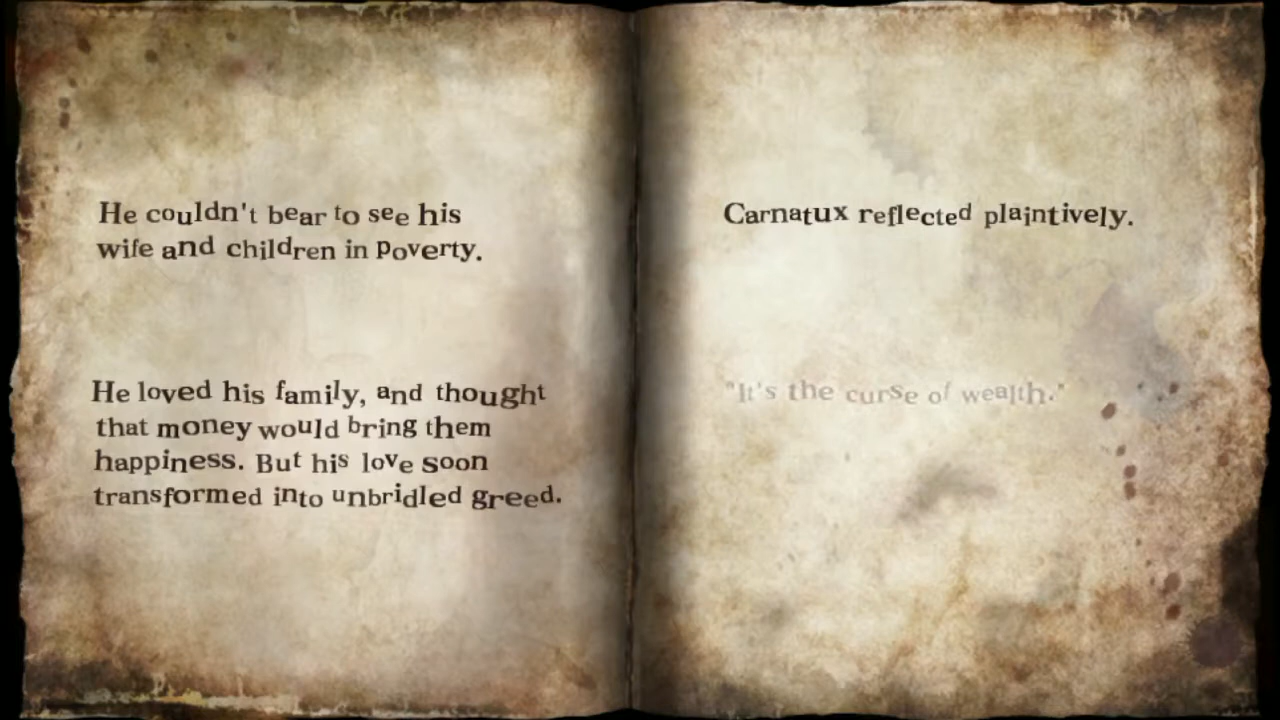 He couldn't bear to see his
wife and children in poverty.
He loved his family, and thought
that money would bring them
happiness. But his love soon
transformed into unbridled greed.
Carnatux reflected plaintively.
"It's the curse of wealth."